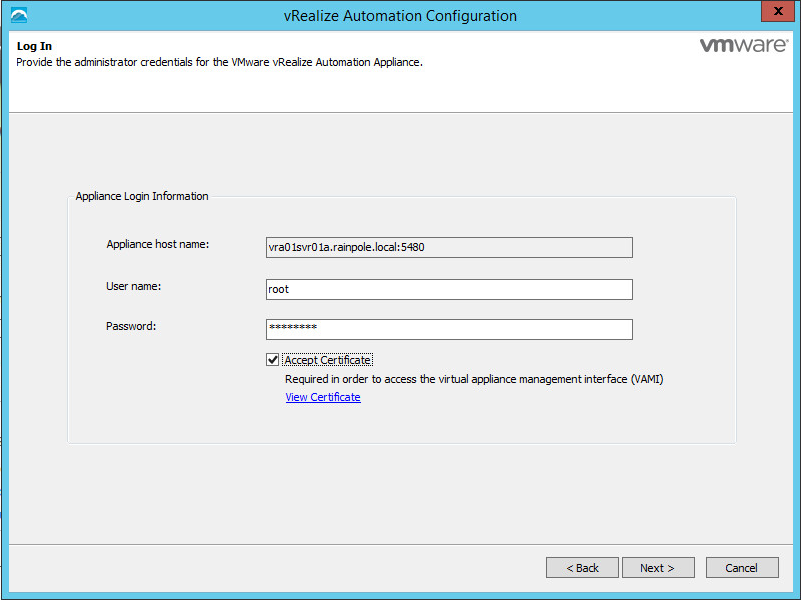 vRealize Automation Configuration
x
Log In
vmware®
Provide the administrator credentials for the VMware vRealize Automation Appliance.
Appliance Login Information
Appliance host name:
vra01svr01a.rainpole.local:5480
User name:
root
Password:
********
Accept Certificate
Required in order to access the virtual appliance management interface (VAMI)
View Certificate
< Back
Next >
Cancel